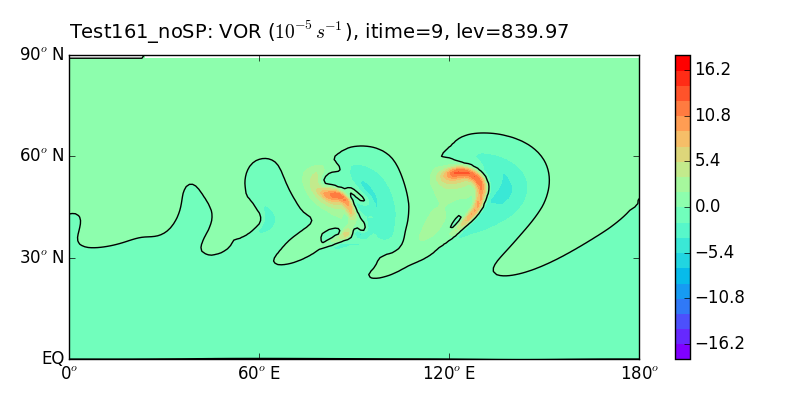 Test161_noSP: VOR (10⁻⁵ s⁻¹), itime=9, lev=839.97
90° N
60° N
30° N
EQ
0° 60° E 120° E 180°
16.2
10.8
5.4
0.0
−5.4
−10.8
−16.2